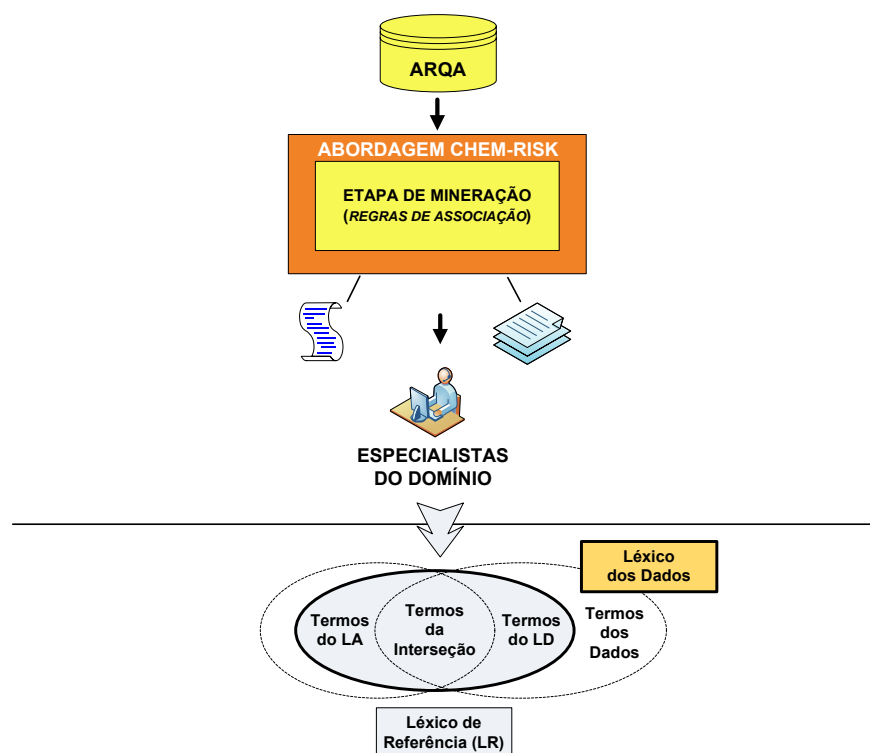 ARQA
ABORDAGEM CHEM-RISK
ETAPA DE MINERAÇÃO
(REGRAS DE ASSOCIAÇÃO)
ESPECIALISTAS
DO DOMÍNIO
Léxico
dos Dados
Termos
do LA
Termos
da
Interseção
Termos
do LD
Termos
dos
Dados
Léxico de
Referência (LR)